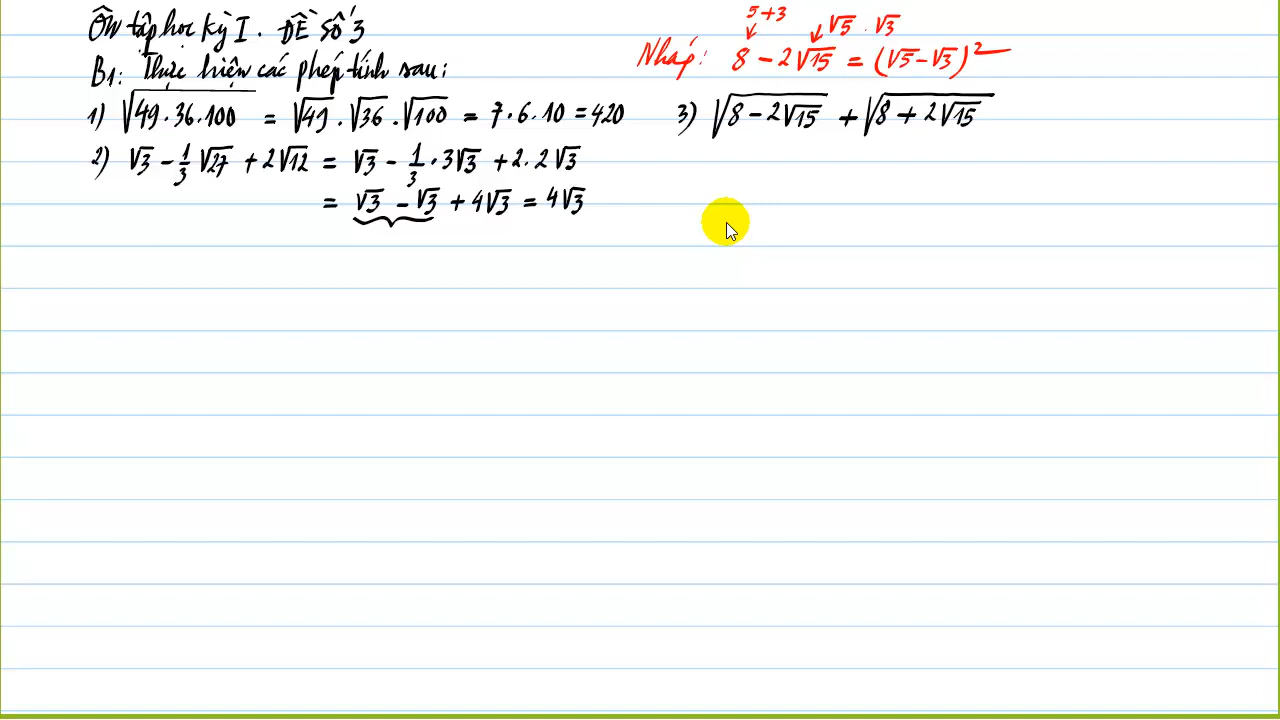 Ôn tập học kỳ I. ĐỀ SỐ 3
B1: Thực hiện các phép tính sau:
1) √(49·36·100) = √49 · √36 · √100 = 7·6·10 = 420
2) √3 - 1/3 √27 + 2√12 = √3 - 1/3 · 3√3 + 2·2√3
= √3 - √3 + 4√3 = 4√3
5+3
√5 · √3
Nháp: 8 - 2√15 = (√5 - √3)²
3) √(8 - 2√15) + √(8 + 2√15)